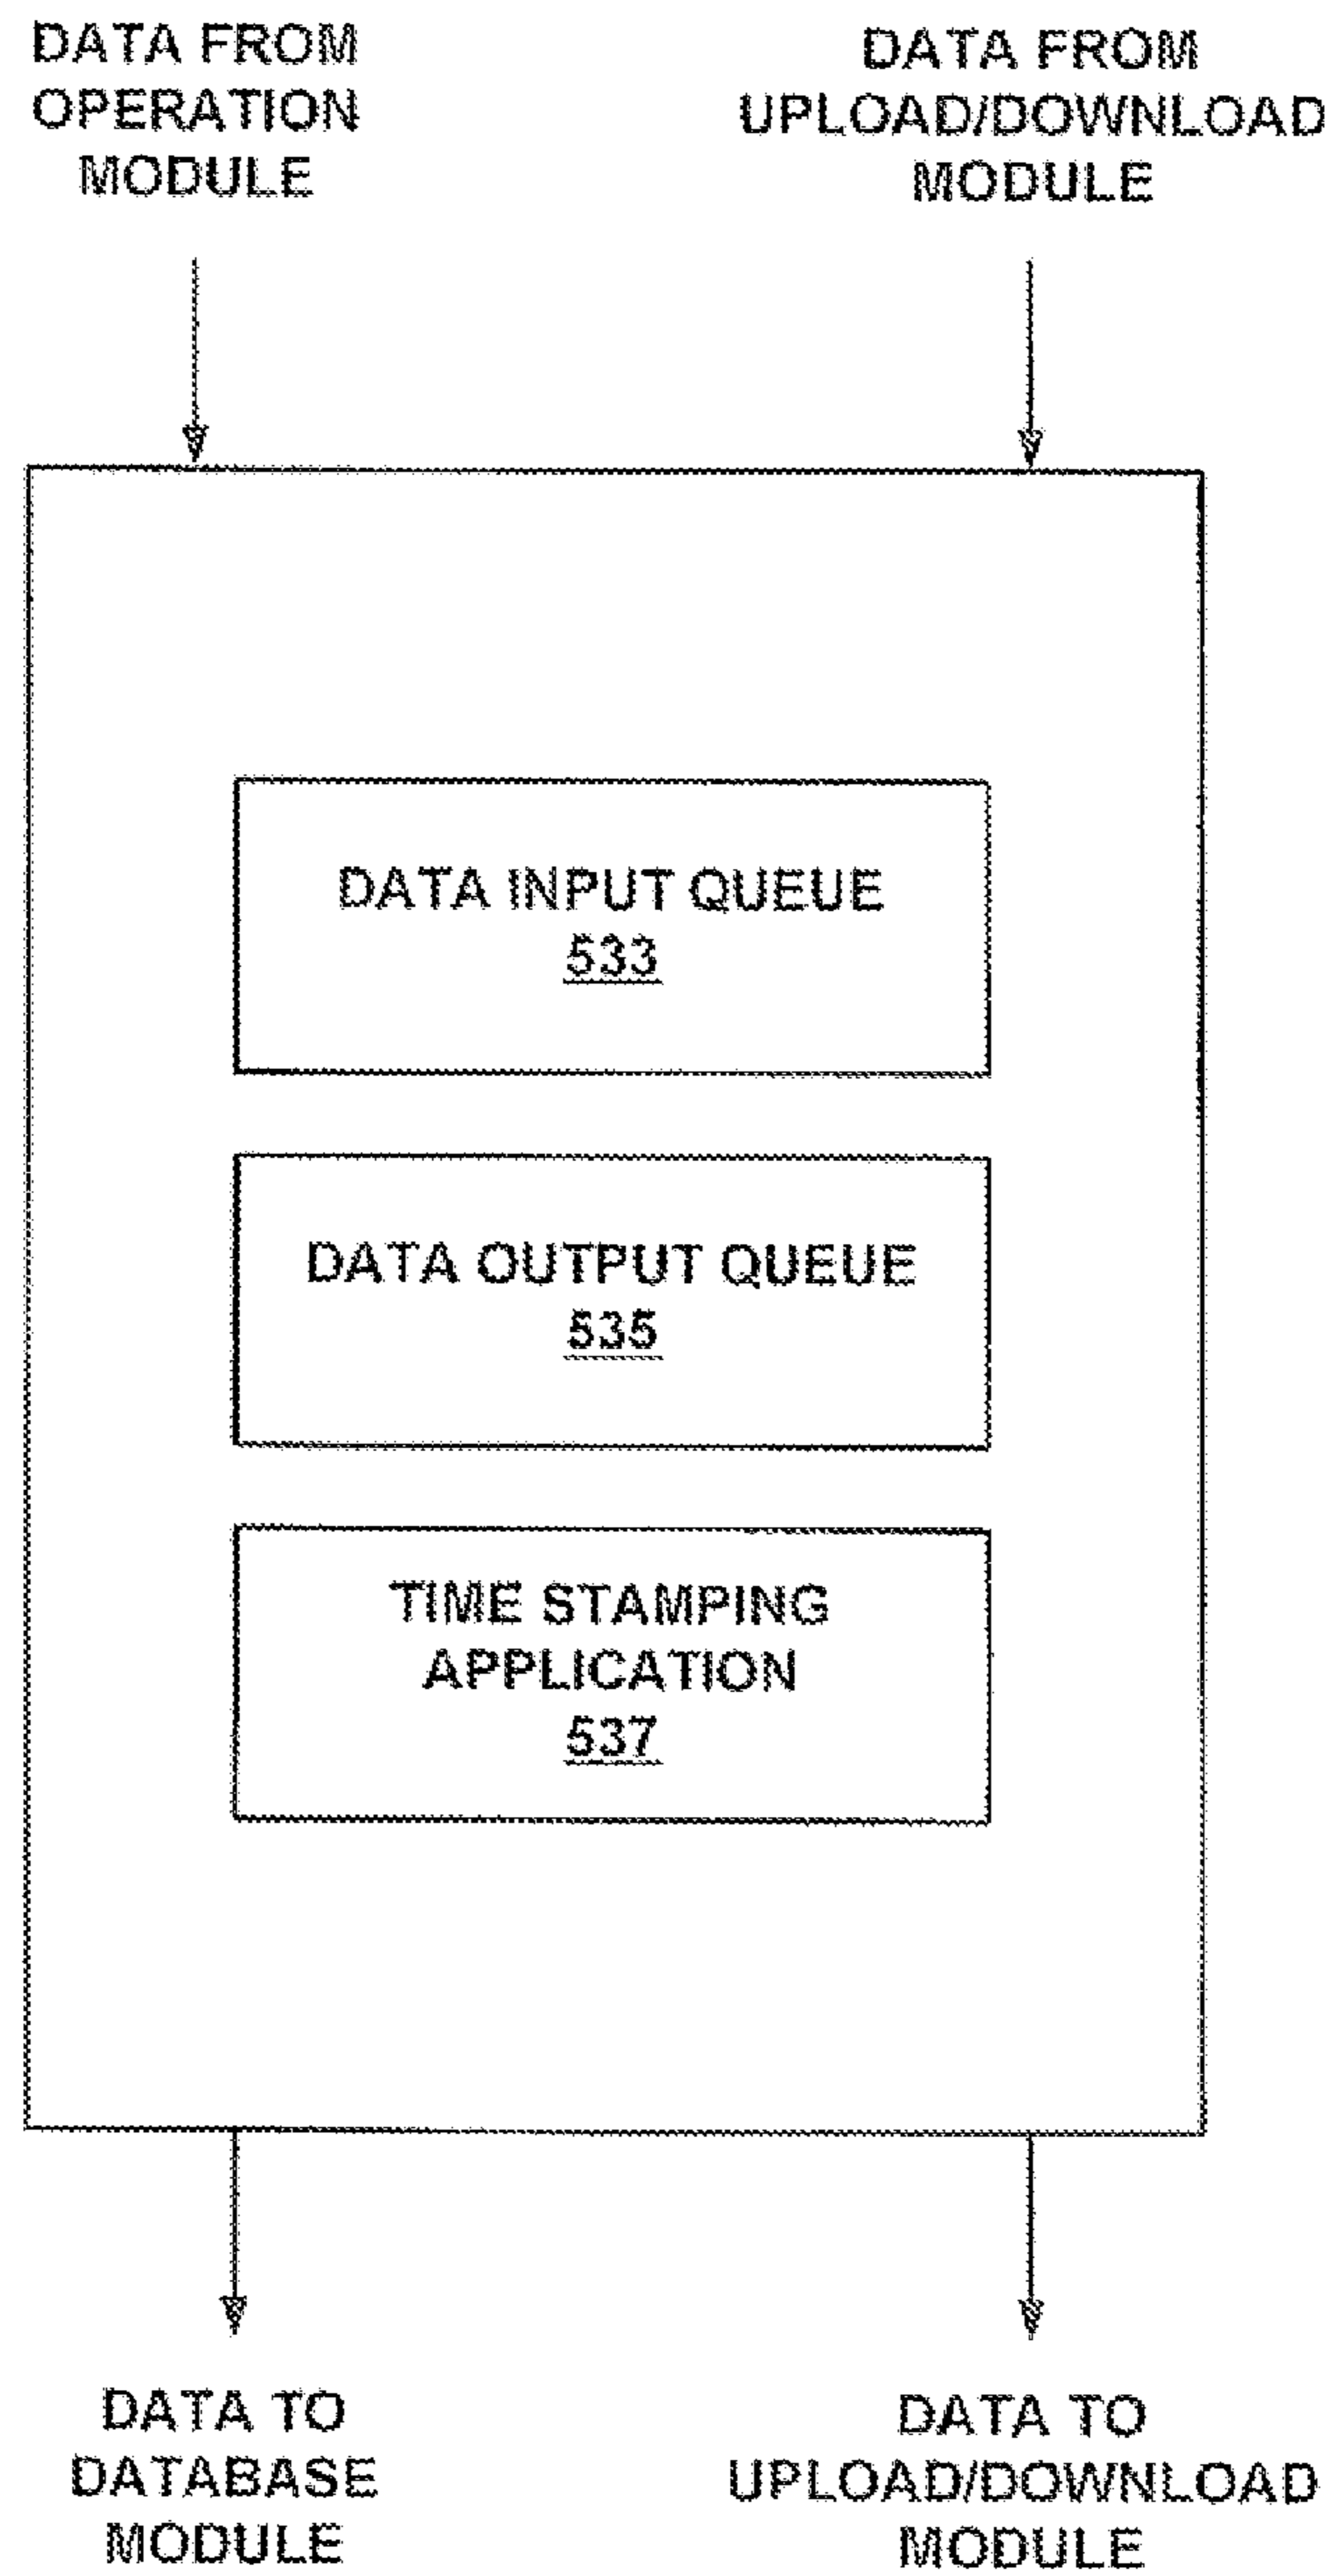 DATA FROM
OPERATION
MODULE
DATA FROM
UPLOAD/DOWNLOAD
MODULE
DATA INPUT QUEUE
533
DATA OUTPUT QUEUE
535
TIME STAMPING
APPLICATION
537
DATA TO
DATABASE
MODULE
DATA TO
UPLOAD/DOWNLOAD
MODULE